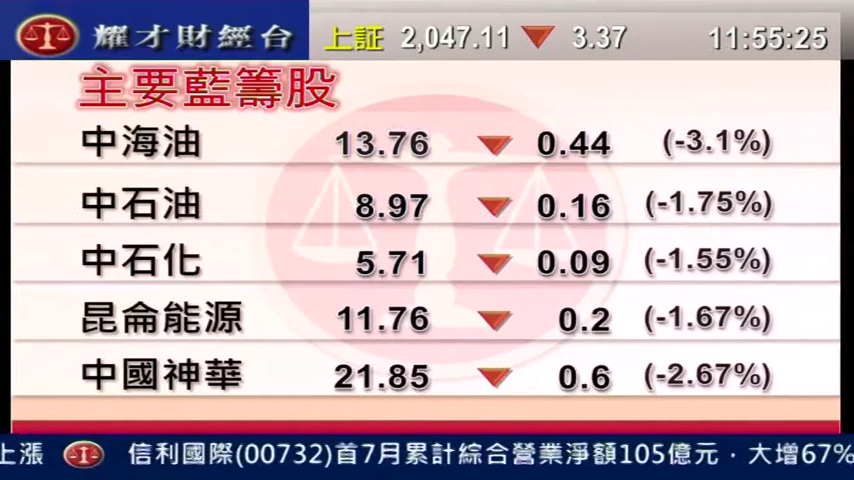 耀才財經台 上証 2,047.11 ▼ 3.37 11:55:25
主要藍籌股
中海油 13.76 ▼ 0.44 (-3.1%)
中石油 8.97 ▼ 0.16 (-1.75%)
中石化 5.71 ▼ 0.09 (-1.55%)
昆侖能源 11.76 ▼ 0.2 (-1.67%)
中國神華 21.85 ▼ 0.6 (-2.67%)
上漲 信利國際(00732)首7月累計綜合營業淨額105億元，大增67%